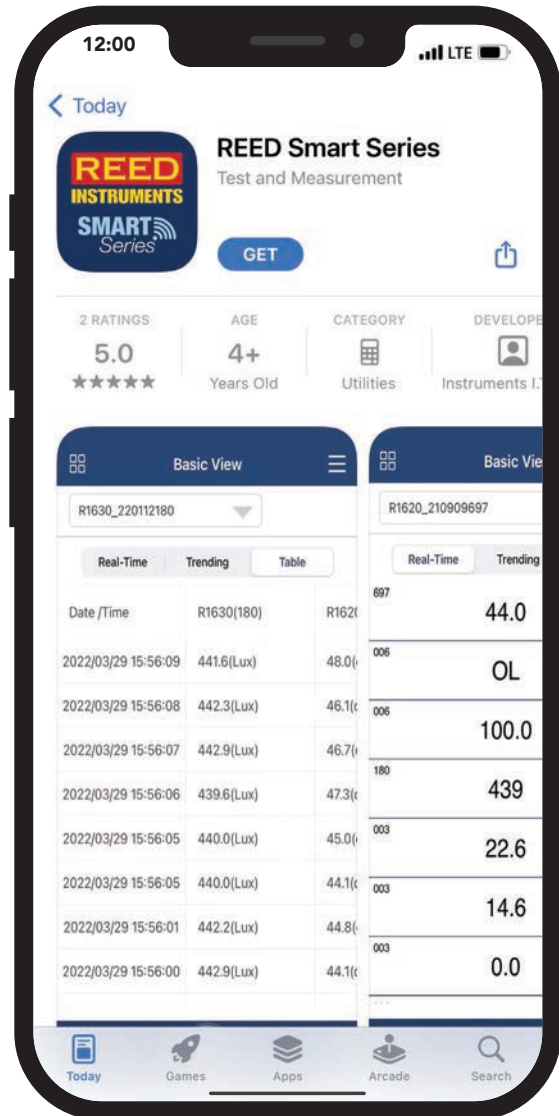 12:00
LTE
Today
REED
INSTRUMENTS
SMART
Series
REED Smart Series
Test and Measurement
GET
2 RATINGS AGE CATEGORY DEVELOPE
5.0 4+
Years Old Utilities Instruments I.
Basic View
R1630_220112180
Real-Time Trending Table
Date /Time R1630(180) R1620
2022/03/29 15:56:09 441.6(Lux) 48.0(
2022/03/29 15:56:08 442.3(Lux) 46.1(
2022/03/29 15:56:07 442.9(Lux) 46.7(
2022/03/29 15:56:06 439.6(Lux) 47.3(
2022/03/29 15:56:05 440.0(Lux) 45.0(
2022/03/29 15:56:05 440.0(Lux) 44.1(
2022/03/29 15:56:01 442.2(Lux) 44.8(
2022/03/29 15:56:00 442.9(Lux) 44.1(
Basic Vie
R1620_210909697
Real-Time Trending
697 44.0
006 OL
006 100.0
180 439
003 22.6
003 14.6
003 0.0
Today Games Apps Arcade Search